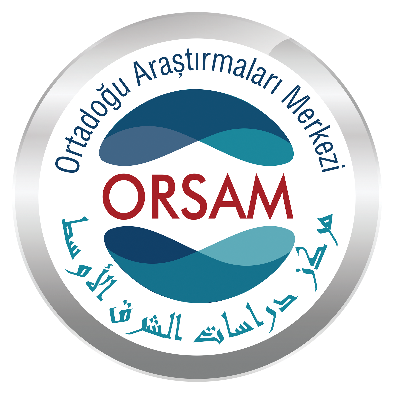 Ortadoğu Araştırmaları Merkezi
ORSAM
مركز دراسات الشرق الأوسط